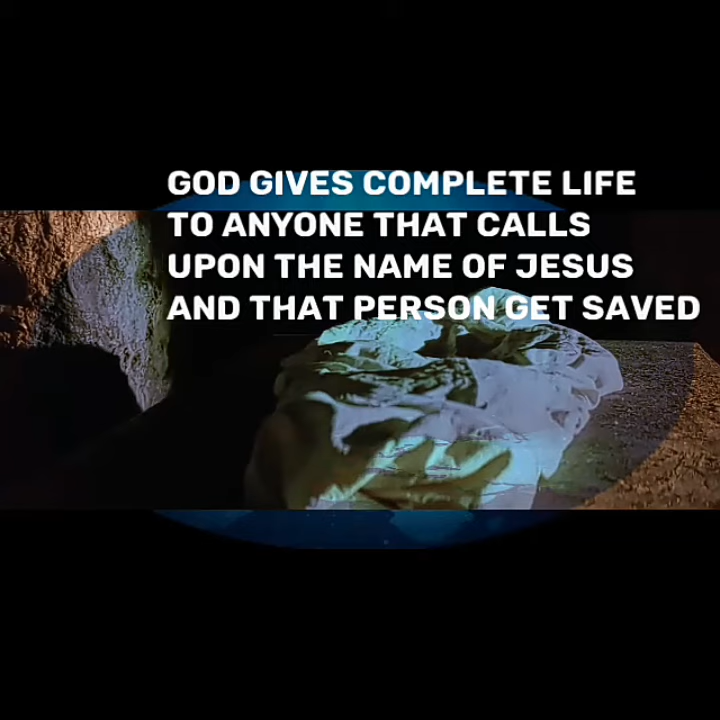 GOD GIVES COMPLETE LIFE
TO ANYONE THAT CALLS
UPON THE NAME OF JESUS
AND THAT PERSON GET SAVED